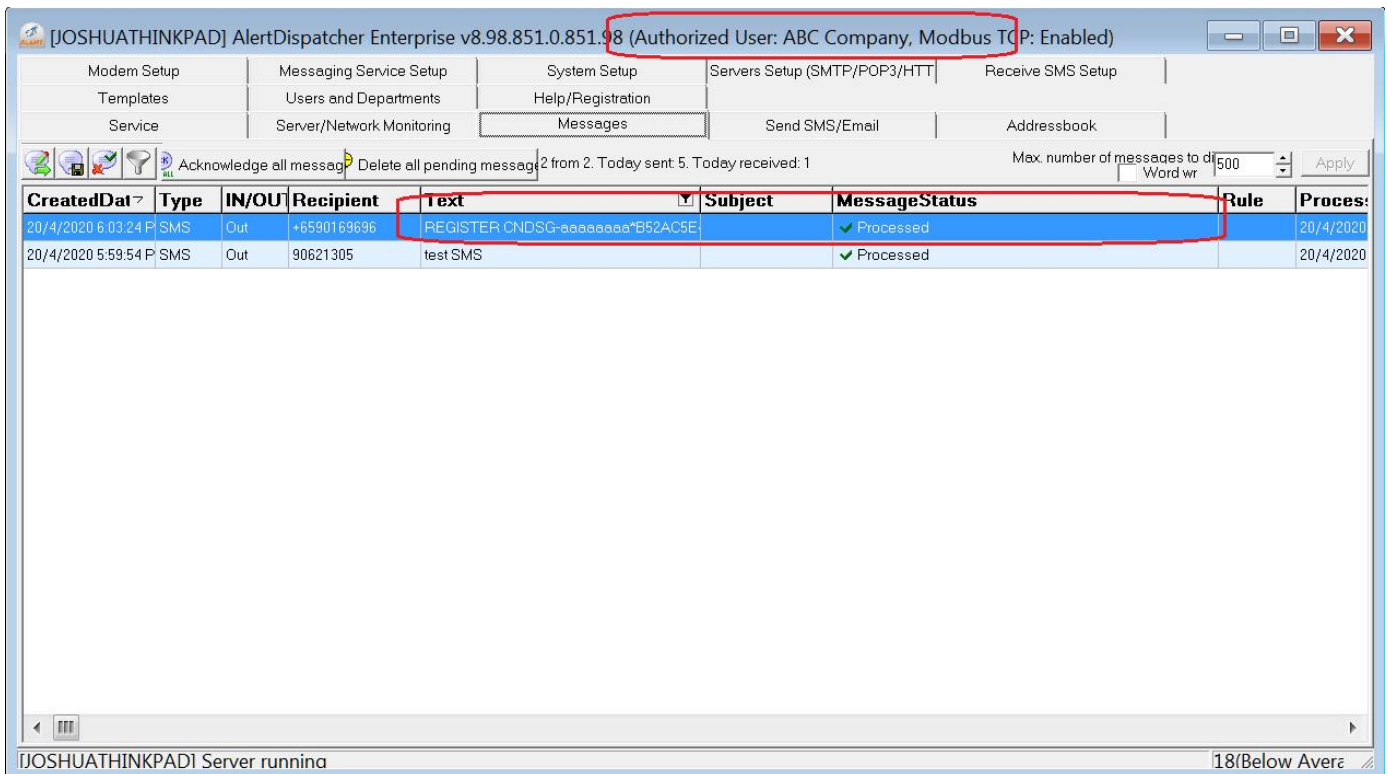 [JOSHUATHINKPAD] AlertDispatcher Enterprise v8.98.851.0.851.98 (Authorized User: ABC Company, Modbus TCP: Enabled)
Modem Setup Messaging Service Setup System Setup Servers Setup (SMTP/POP3/HTT Receive SMS Setup
Templates Users and Departments Help/Registration
Service Server/Network Monitoring Messages Send SMS/Email Addressbook
ALL Acknowledge all messag Delete all pending message 2 from 2. Today sent: 5. Today received: 1 Max. number of messages to di 500 Apply
Word wr
CreatedDat Type IN/OUT Recipient Text Subject MessageStatus Rule Process
20/4/2020 6:03:24 P SMS Out +6590169696 REGISTER CNDSG-aaaaaaaa*B52AC5E- Processed 20/4/2020
20/4/2020 5:59:54 P SMS Out 90621305 test SMS Processed 20/4/2020
[JOSHUATHINKPAD] Server running 18(Below Avera